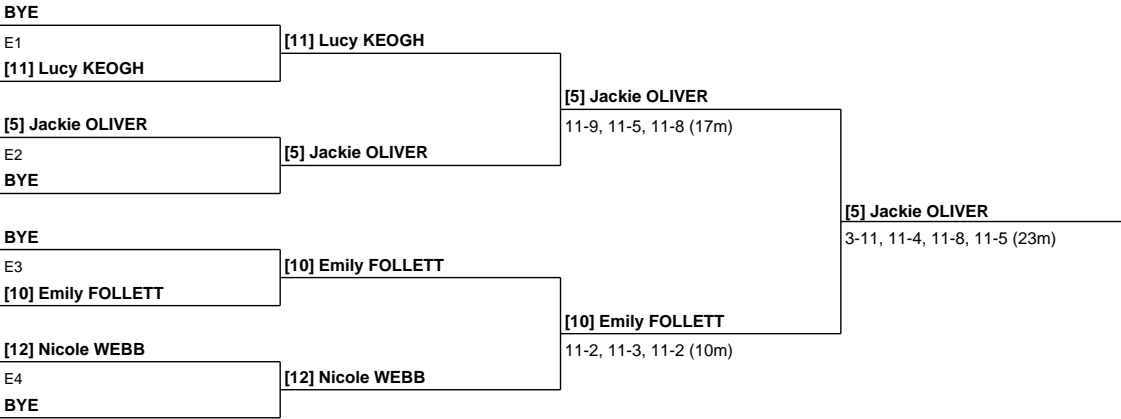 BYE
E1
[11] Lucy KEOGH
[5] Jackie OLIVER
E2
BYE
BYE
E3
[10] Emily FOLLETT
[12] Nicole WEBB
E4
BYE
[11] Lucy KEOGH
[5] Jackie OLIVER
[10] Emily FOLLETT
[12] Nicole WEBB
[5] Jackie OLIVER
11-9, 11-5, 11-8 (17m)
[10] Emily FOLLETT
11-2, 11-3, 11-2 (10m)
[5] Jackie OLIVER
3-11, 11-4, 11-8, 11-5 (23m)